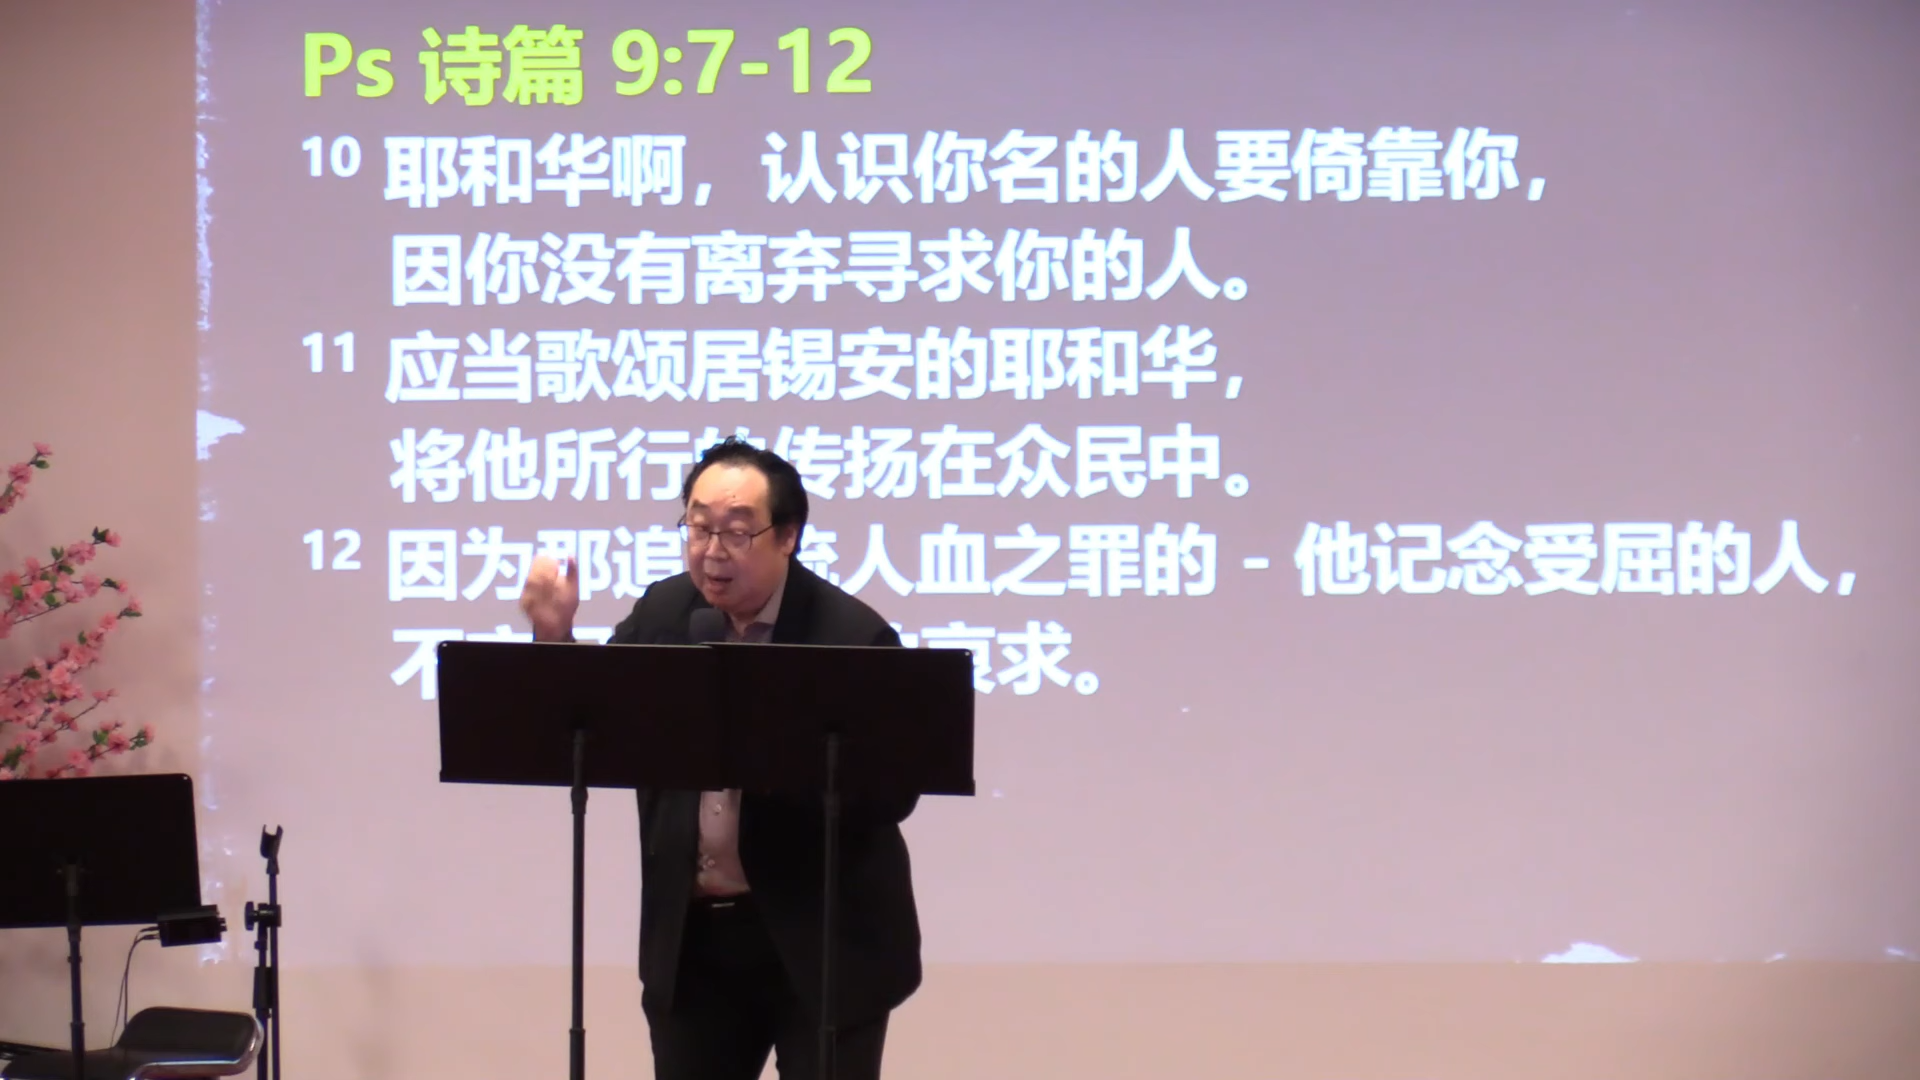 Ps 诗篇 9:7-12
10 耶和华啊，认识你名的人要倚靠你，
因你没有离弃寻求你的人。
11 应当歌颂居锡安的耶和华，
将他所行的传扬在众民中。
12 因为那追 流人血之罪的 - 他记念受屈的人，
不 哀求。